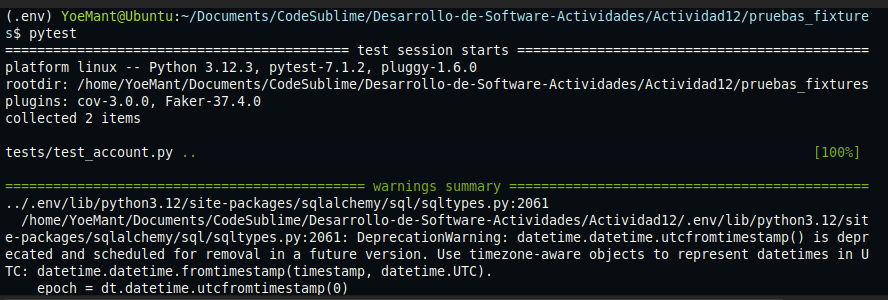 (.env) YoeMant@Ubuntu:~/Documents/CodeSublime/Desarrollo-de-Software-Actividades/Actividad12/pruebas_fixture
s$ pytest
=========================================== test session starts ============================================
platform linux -- Python 3.12.3, pytest-7.1.2, pluggy-1.6.0
rootdir: /home/YoeMant/Documents/CodeSublime/Desarrollo-de-Software-Actividades/Actividad12/pruebas_fixtures
plugins: cov-3.0.0, Faker-37.4.0
collected 2 items
tests/test_account.py .. [100%]
============================================= warnings summary =============================================
../.env/lib/python3.12/site-packages/sqlalchemy/sql/sqltypes.py:2061
/home/YoeMant/Documents/CodeSublime/Desarrollo-de-Software-Actividades/Actividad12/.env/lib/python3.12/sit
e-packages/sqlalchemy/sql/sqltypes.py:2061: DeprecationWarning: datetime.datetime.utcfromtimestamp() is depr
ecated and scheduled for removal in a future version. Use timezone-aware objects to represent datetimes in U
TC: datetime.datetime.fromtimestamp(timestamp, datetime.UTC).
epoch = dt.datetime.utcfromtimestamp(0)